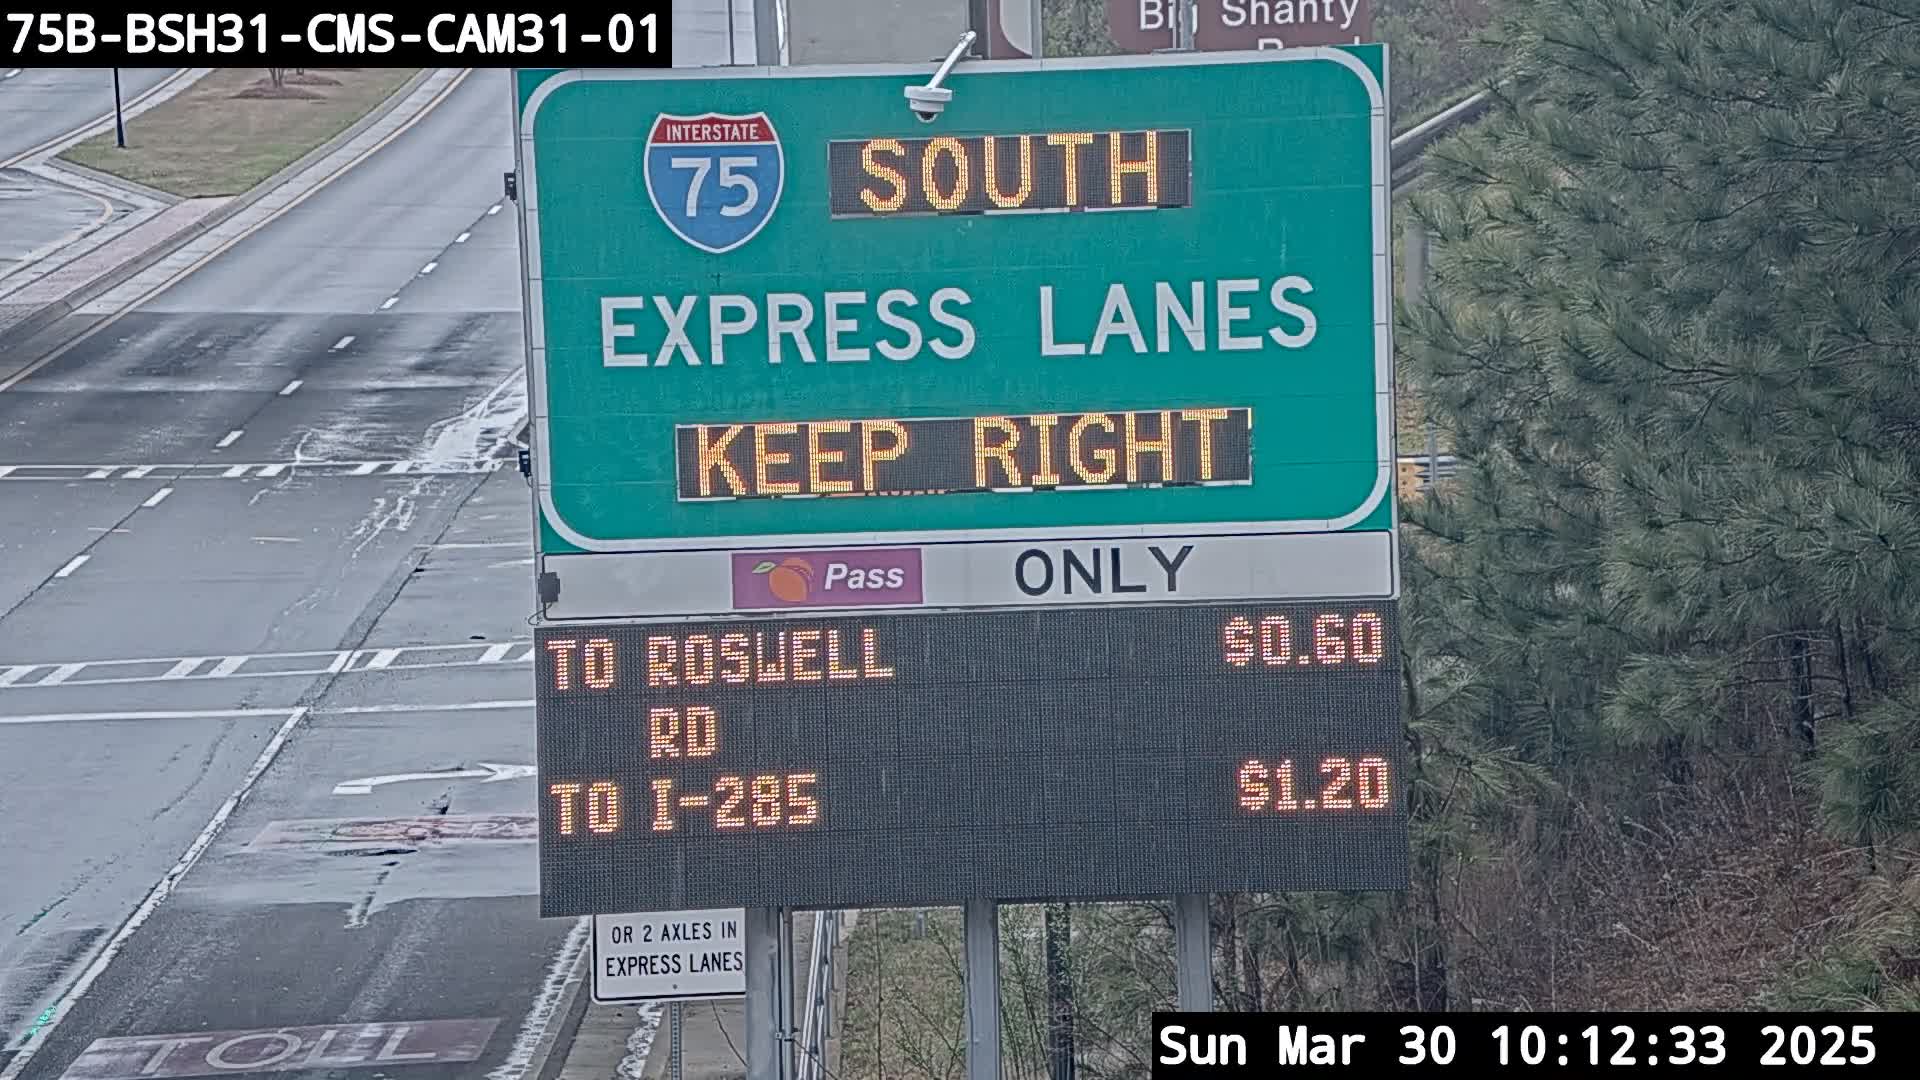 75B-BSH31-CMS-CAM31-01
Big Shanty
INTERSTATE
75
SOUTH
EXPRESS LANES
KEEP RIGHT
Pass
ONLY
TO ROSWELL $0.60
RD
TO I-285 $1.20
OR 2 AXLES IN
EXPRESS LANES
TOLL
Sun Mar 30 10:12:33 2025